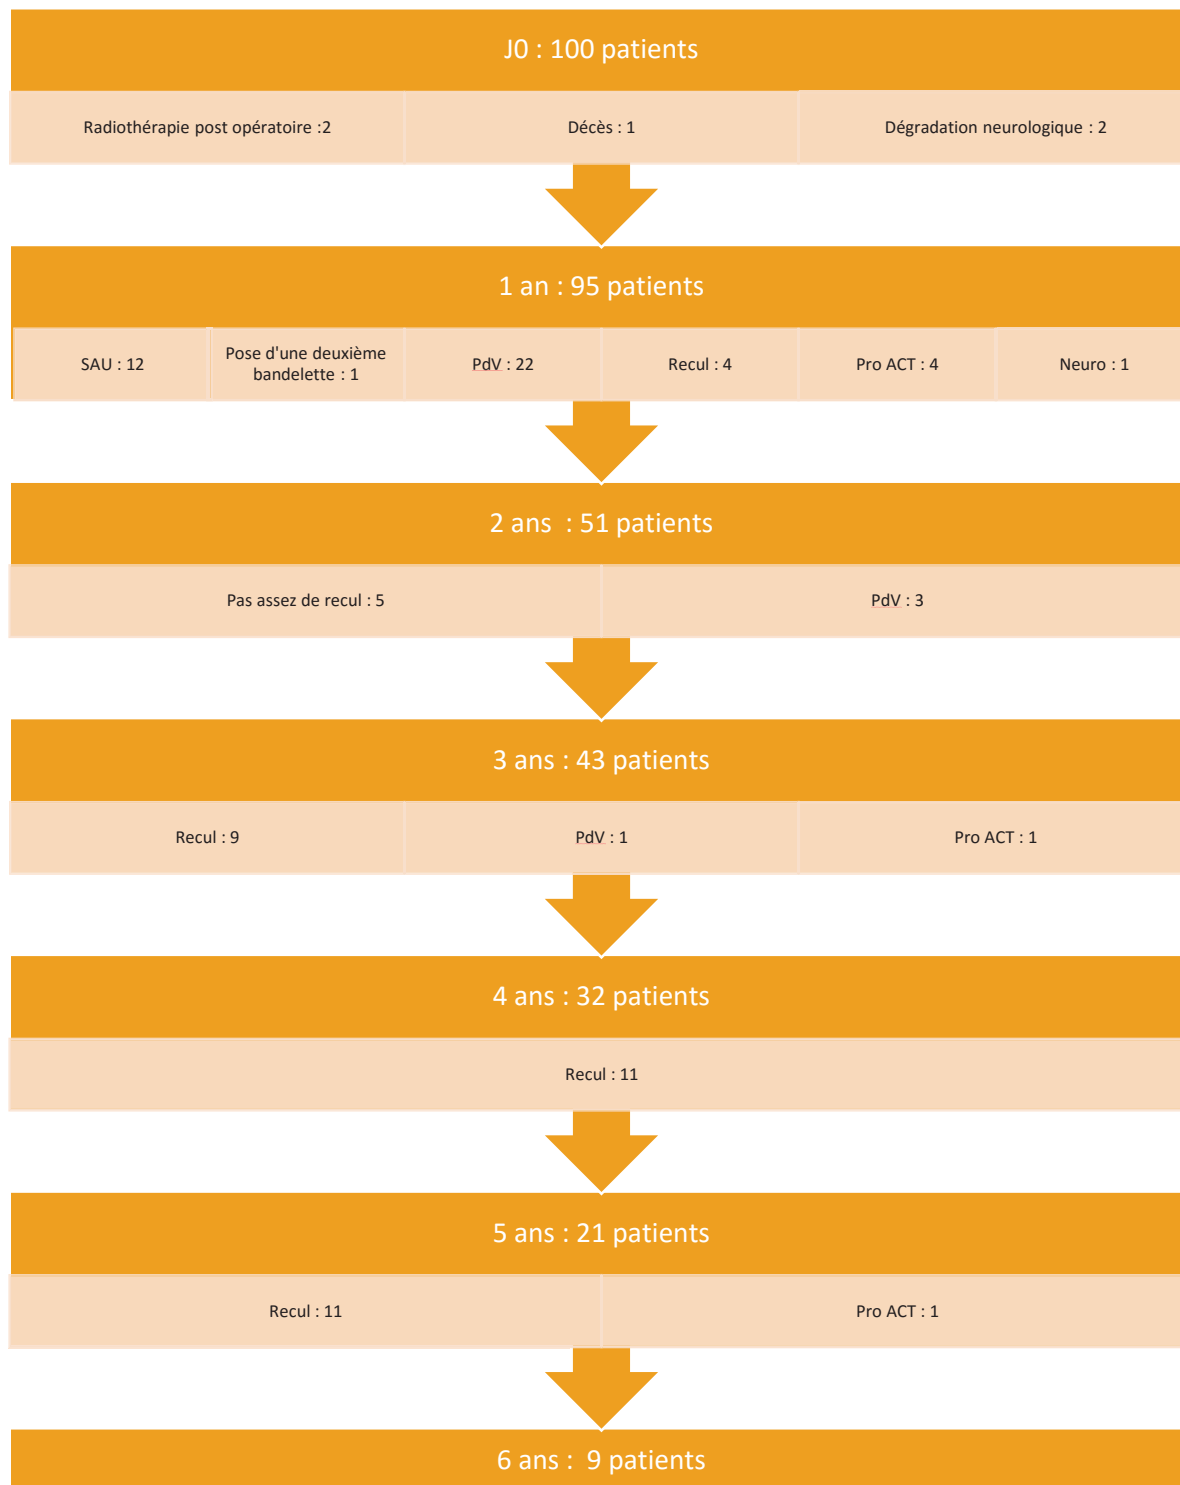 J0 : 100 patients
Radiothérapie post opératoire :2
Décès : 1
Dégradation neurologique : 2
1 an : 95 patients
SAU : 12
Pose d'une deuxième
bandelette : 1
PdV : 22
Recul : 4
Pro ACT : 4
Neuro : 1
2 ans  : 51 patients
Pas assez de recul : 5
PdV : 3
3 ans : 43 patients
Recul : 9
PdV : 1
Pro ACT : 1
4 ans : 32 patients
Recul : 11
5 ans : 21 patients
Recul : 11
Pro ACT : 1
6 ans :  9 patients